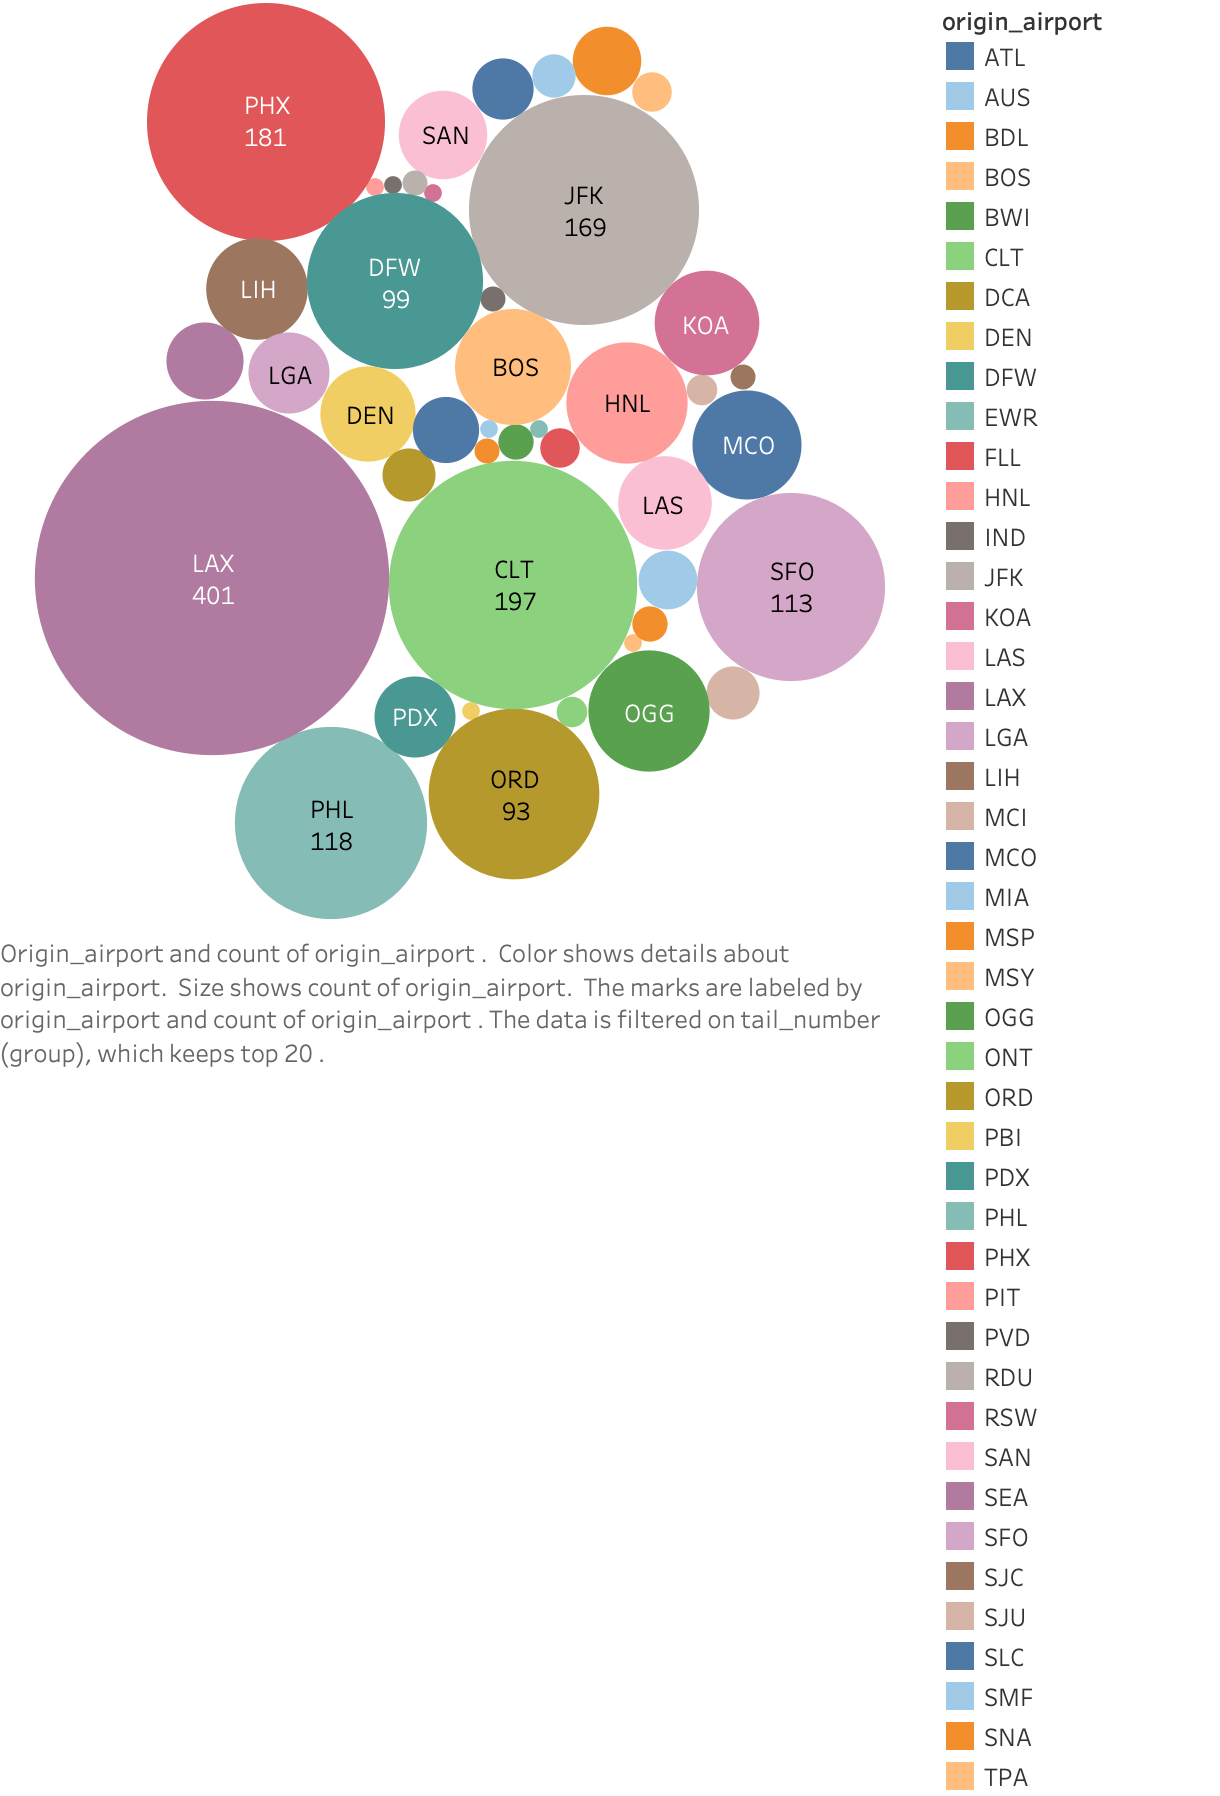 PHX
181
SAN
JFK
169
DFW
99
LIH
KOA
LGA
BOS
HNL
DEN
MCO
LAS
LAX
401
CLT
197
SFO
113
PDX
OGG
ORD
93
PHL
118
Origin_airport and count of origin_airport .  Color shows details about
origin_airport.  Size shows count of origin_airport.  The marks are labeled by
origin_airport and count of origin_airport . The data is filtered on tail_number
(group), which keeps top 20 .
origin_airport
ATL
AUS
BDL
BOS
BWI
CLT
DCA
DEN
DFW
EWR
FLL
HNL
IND
JFK
KOA
LAS
LAX
LGA
LIH
MCI
MCO
MIA
MSP
MSY
OGG
ONT
ORD
PBI
PDX
PHL
PHX
PIT
PVD
RDU
RSW
SAN
SEA
SFO
SJC
SJU
SLC
SMF
SNA
TPA